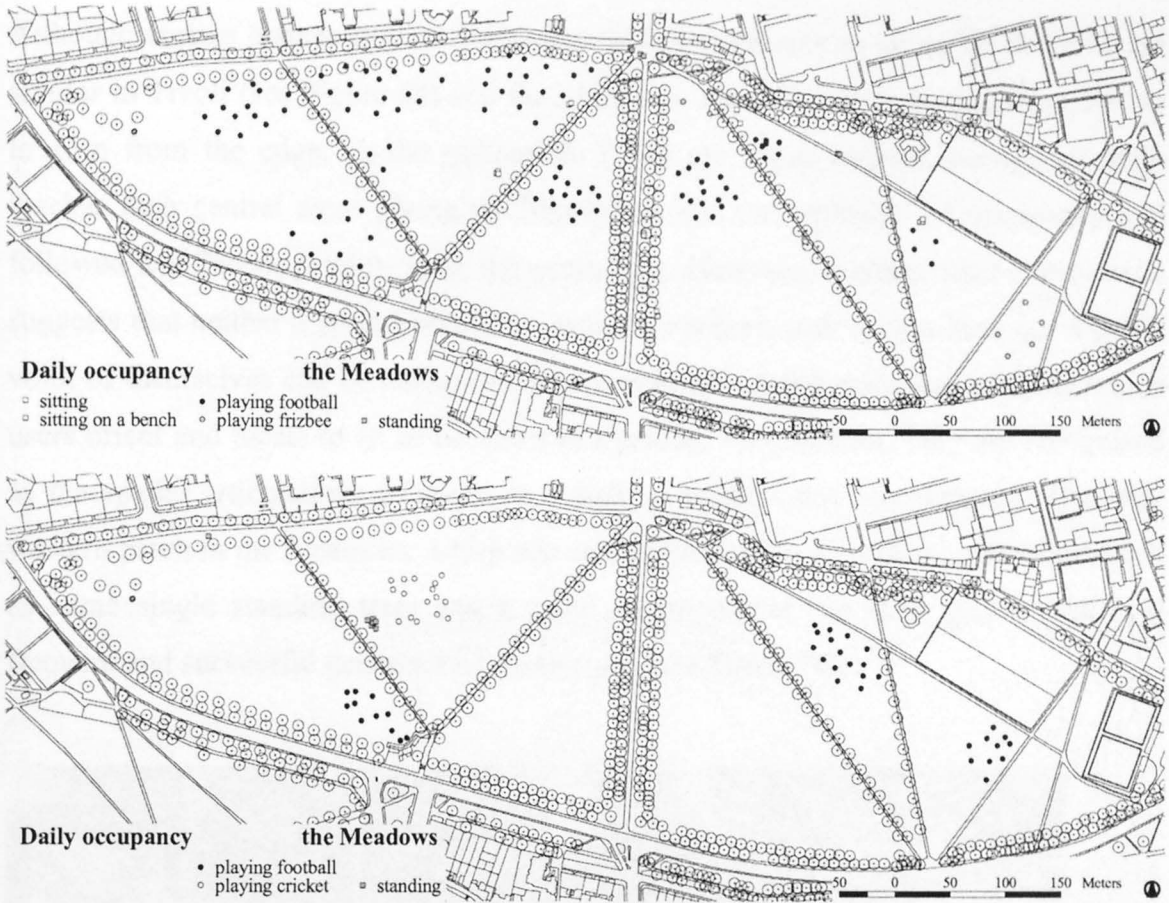 Daily occupancy the Meadows
sitting playing football
sitting on a bench playing frizbee standing
50 0 50 100 150 Meters
Daily occupancy the Meadows
playing football
playing cricket standing
50 0 50 100 150 Meters